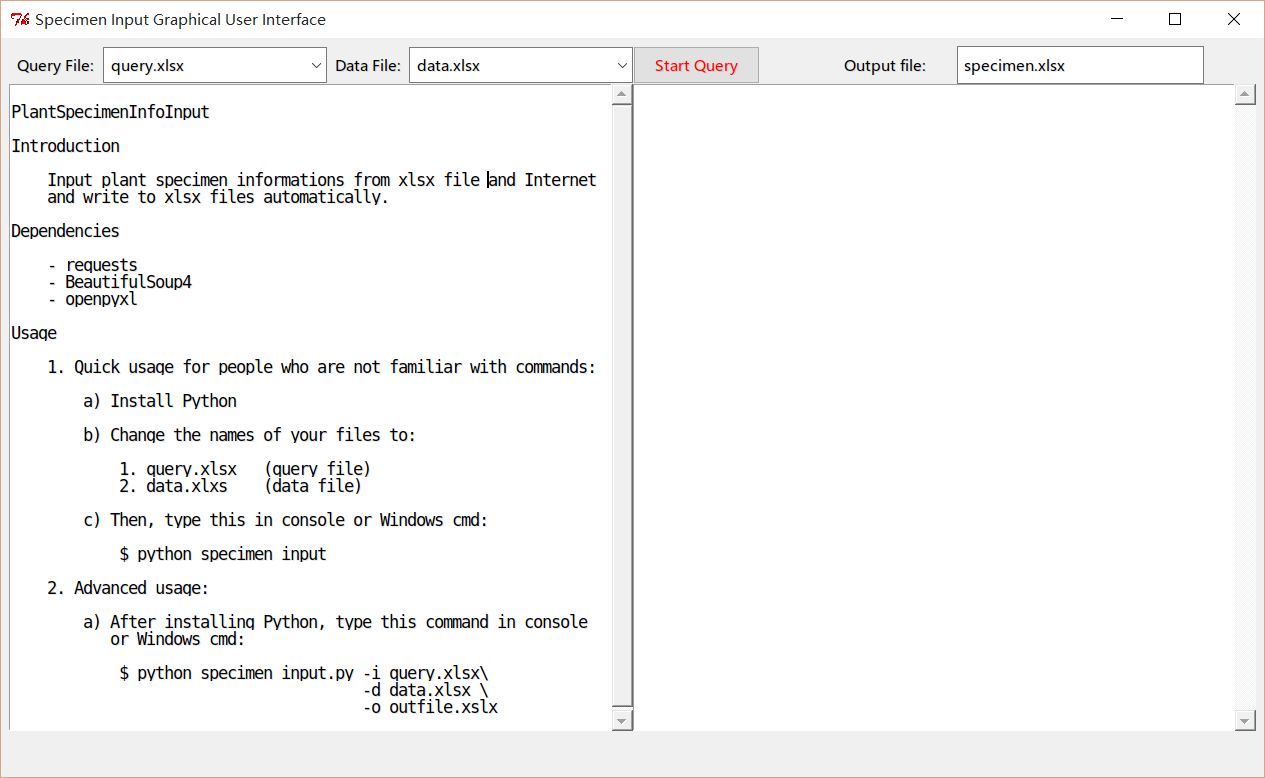 Specimen Input Graphical User Interface
Query File: query.xlsx Data File: data.xlsx Start Query Output file: specimen.xlsx
PlantSpecimenInfoInput
Introduction
Input plant specimen informations from xlsx file and Internet
and write to xlsx files automatically.
Dependencies
- requests
- BeautifulSoup4
- openpyxl
Usage
1. Quick usage for people who are not familiar with commands:
a) Install Python
b) Change the names of your files to:
1. query.xlsx (query file)
2. data.xlxs (data file)
c) Then, type this in console or Windows cmd:
$ python specimen input
2. Advanced usage:
a) After installing Python, type this command in console
or Windows cmd:
$ python specimen input.py -i query.xlsx\
-d data.xlsx \
-o outfile.xslx